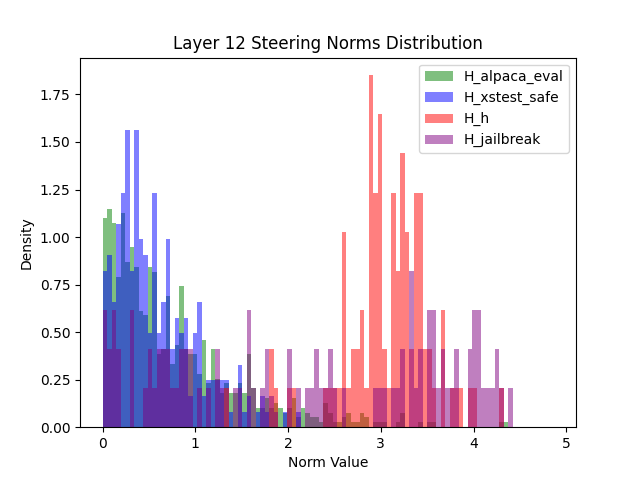 Layer 12 Steering Norms Distribution
H_alpaca_eval
H_xstest_safe
H_h
H_jailbreak
Density
1.75
1.50
1.25
1.00
0.75
0.50
0.25
0.00
0 1 2 3 4 5
Norm Value